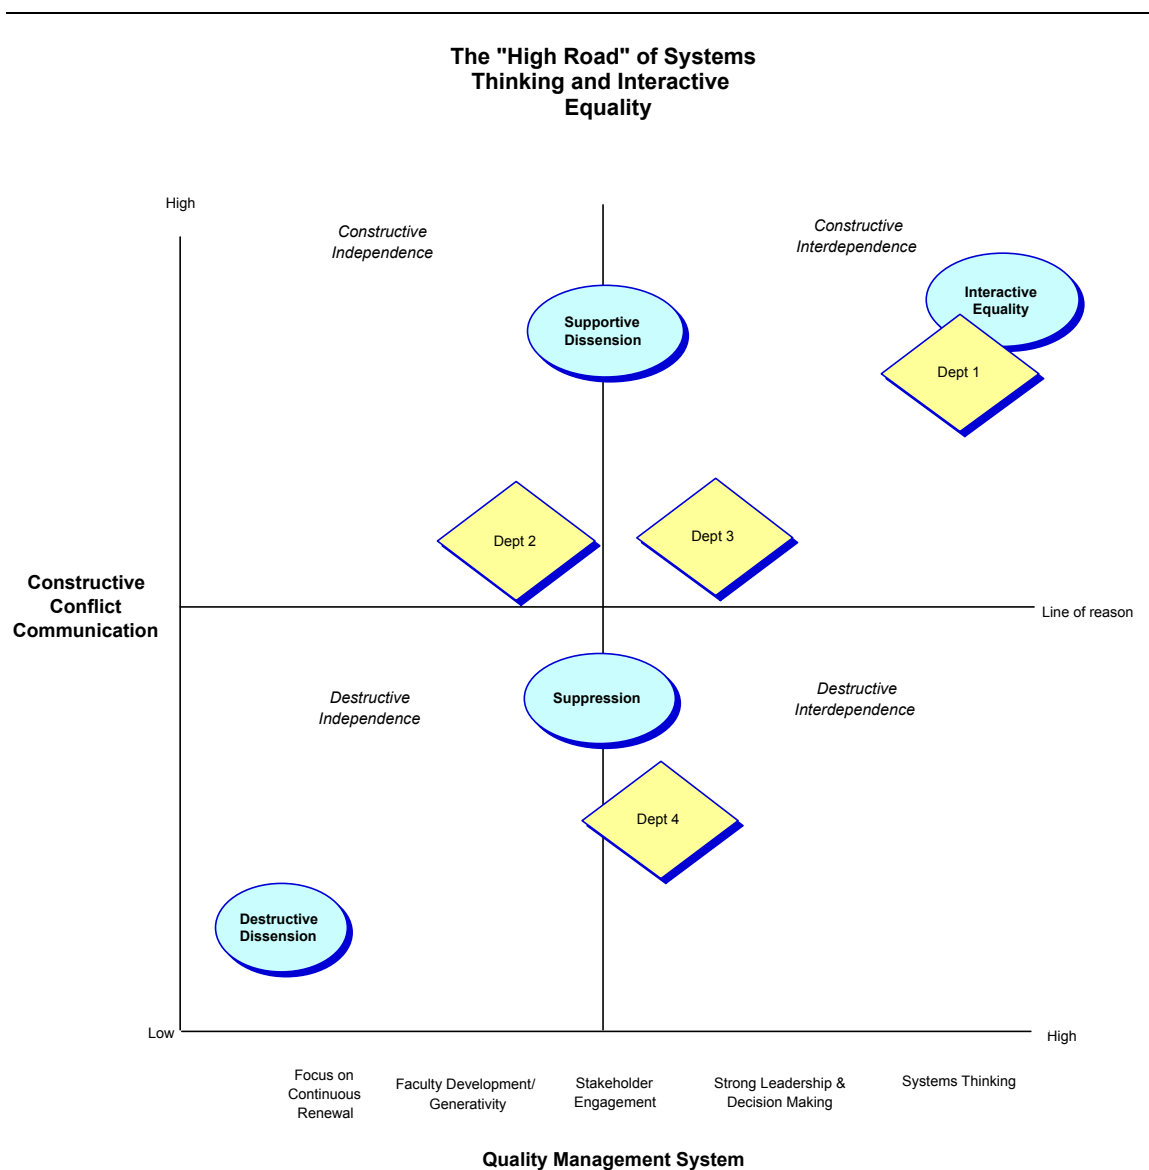 The "High Road" of Systems
Thinking and Interactive
Equality
High
Constructive
Independence
Constructive
Interdependence
Interactive
Equality
Supportive
Dissension
Dept 1
Dept 2
Dept 3
Constructive
Conflict
Communication
Line of reason
Destructive
Independence
Suppression
Destructive
Interdependence
Dept 4
Destructive
Dissension
Low
High
Focus on
Continuous
Renewal
Faculty Development/
Generativity
Stakeholder
Engagement
Strong Leadership &
Decision Making
Systems Thinking
Quality Management System